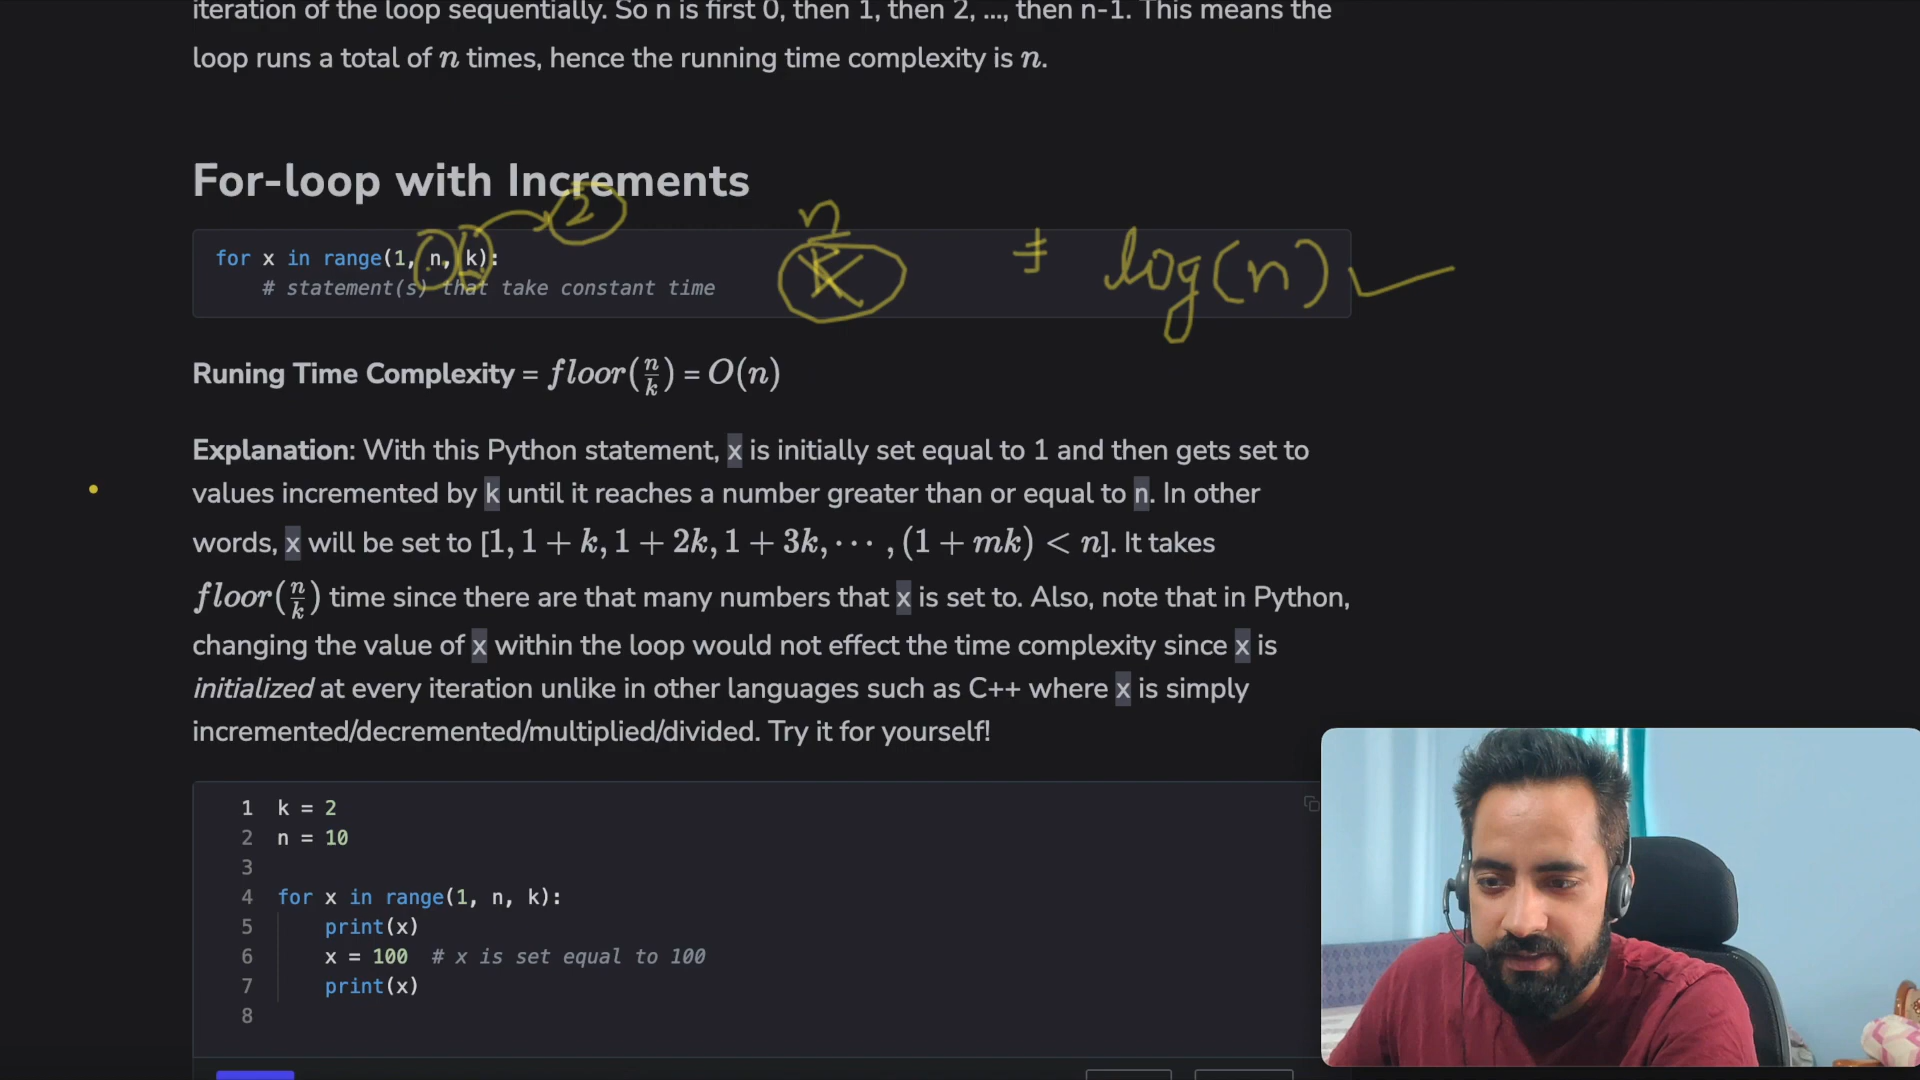 iteration of the loop sequentially. So n is first 0, then 1, then 2, ..., then n-1. This means the
loop runs a total of n times, hence the running time complexity is n.
For-loop with Increments
2
for x in range(1, n, k):
# statement(s) that take constant time
n
K
≠ log(n)
Runing Time Complexity = floor(n/k) = O(n)
Explanation: With this Python statement, x is initially set equal to 1 and then gets set to
values incremented by k until it reaches a number greater than or equal to n. In other
words, x will be set to [1, 1 + k, 1 + 2k, 1 + 3k, ⋯ , (1 + mk) < n]. It takes
floor(n/k) time since there are that many numbers that x is set to. Also, note that in Python,
changing the value of x within the loop would not effect the time complexity since x is
initialized at every iteration unlike in other languages such as C++ where x is simply
incremented/decremented/multiplied/divided. Try it for yourself!
1 k = 2
2 n = 10
3
4 for x in range(1, n, k):
5 print(x)
6 x = 100 # x is set equal to 100
7 print(x)
8